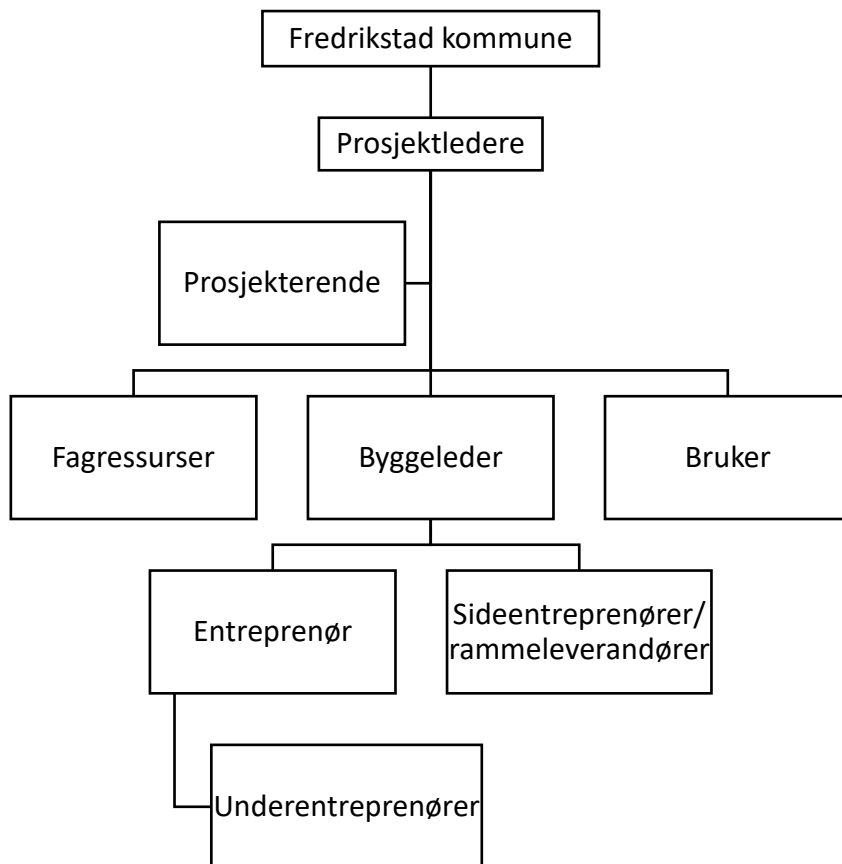 Fredrikstad kommune
Prosjektledere
Prosjekterende
Fagressurser
Byggeleder
Bruker
Entreprenør
Sideentreprenører/
rammeleverandører
Underentreprenører